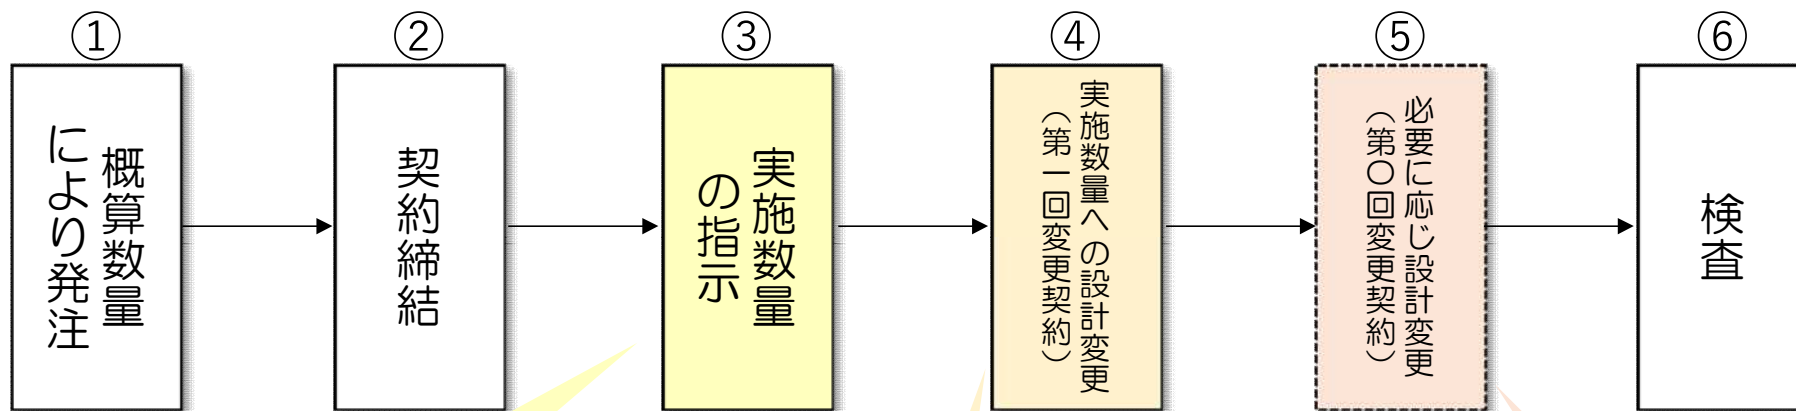 ①
概算数量
により発注
②
契約締結
③
実施数量
の指示
④
実施数量への設計変更
（第一回変更契約）
⑤
必要に応じ設計変更
（第〇回変更契約）
⑥
検査